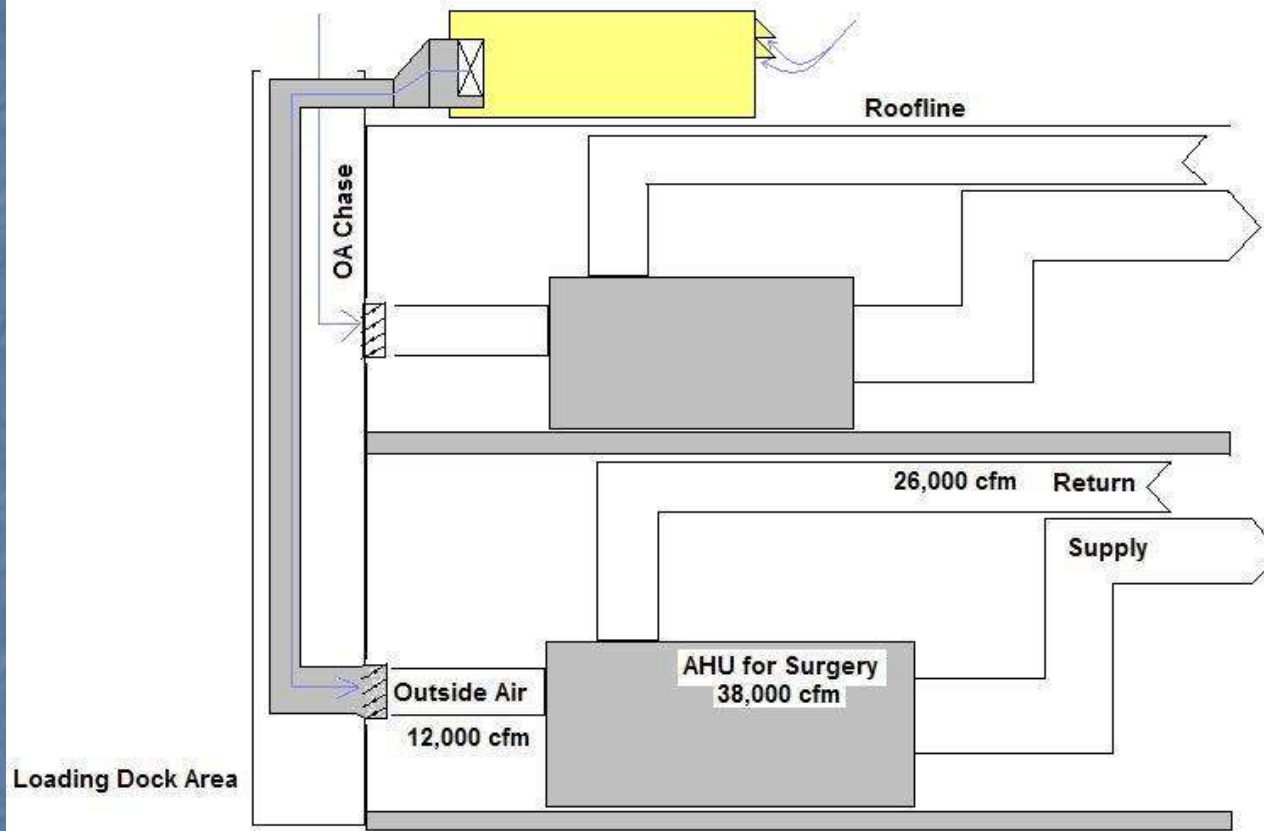 Roofline
OA Chase
26,000 cfm Return
Supply
AHU for Surgery
38,000 cfm
Outside Air
12,000 cfm
Loading Dock Area